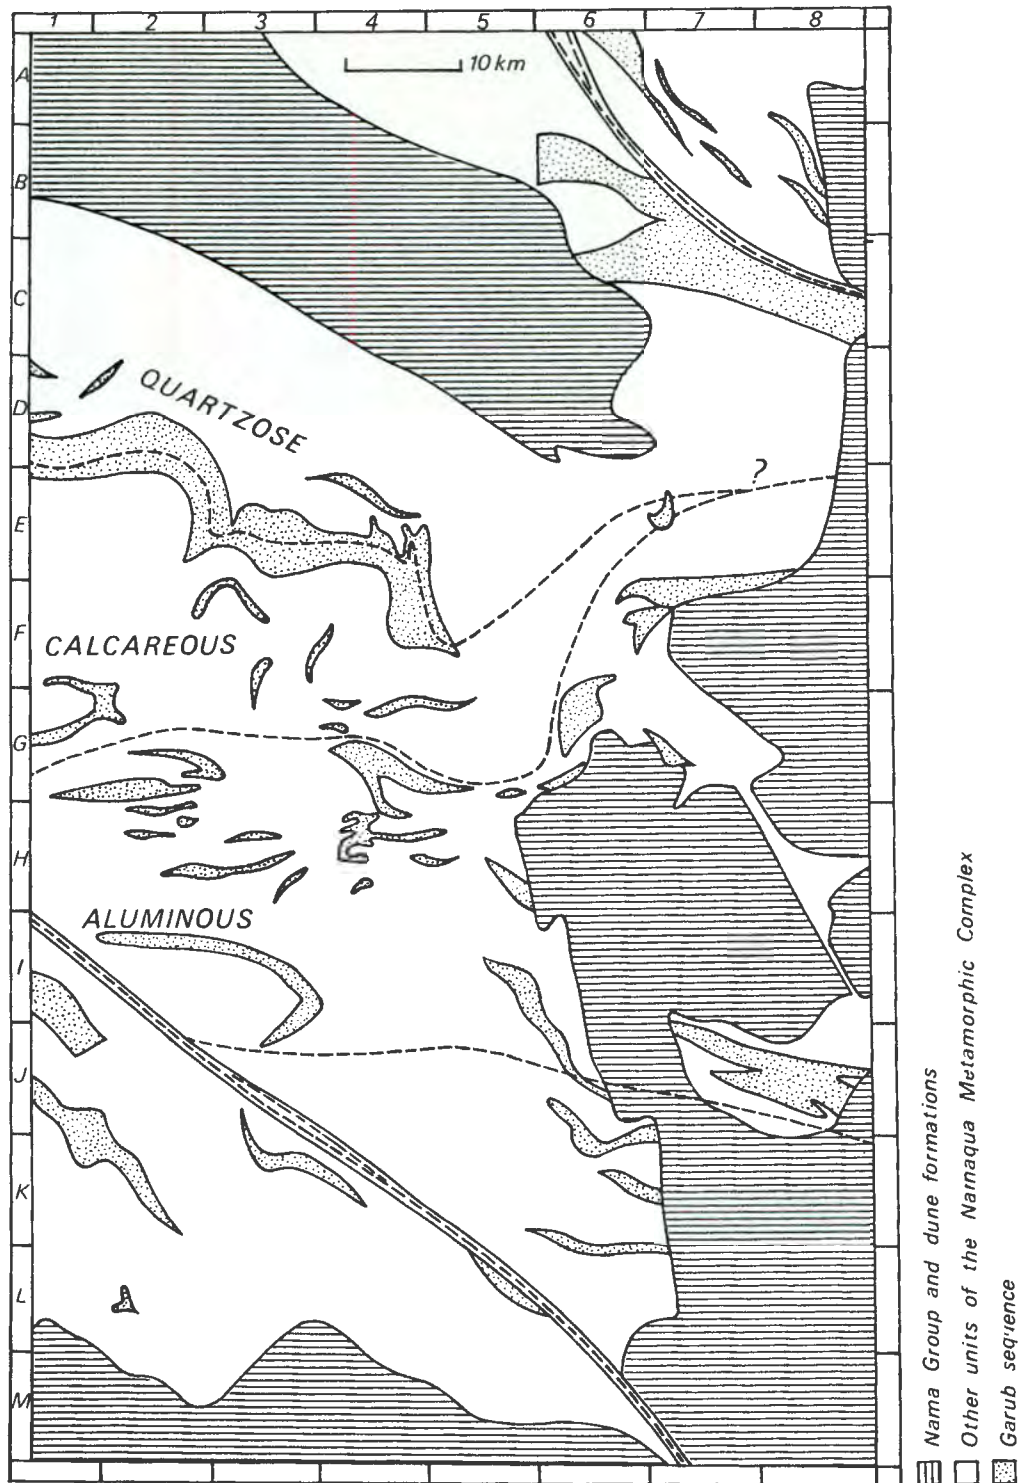 1 2 3 4 5 6 7 8
10 km
A
B
C
D
E
F
G
H
I
J
K
L
M
QUARTZOSE
?
CALCAREOUS
ALUMINOUS
Nama Group and dune formations
Other units of the Namaqua Metamorphic Complex
Garub sequence